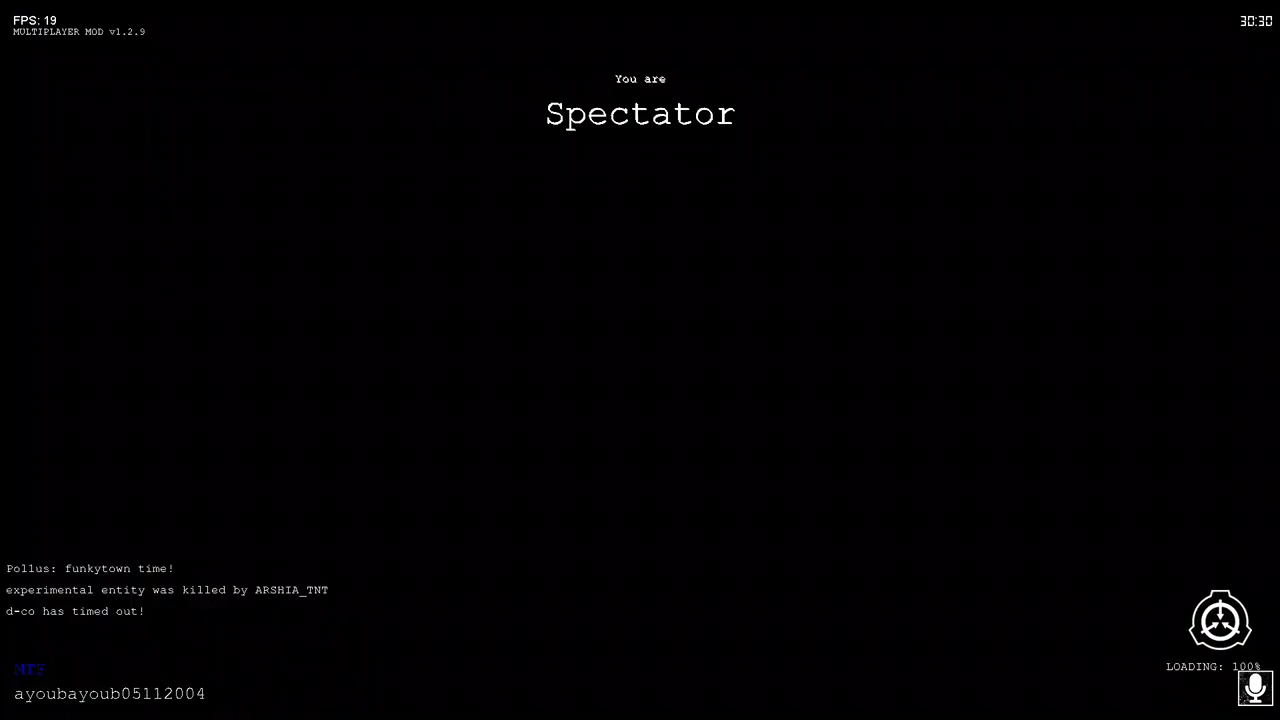 FPS: 19
MULTIPLAYER MOD v1.2.9
30:30
You are
Spectator
Pollus: funkytown time!
experimental entity was killed by ARSHIA_TNT
d-co has timed out!
MTF
ayoubayoub05112004
LOADING: 100%